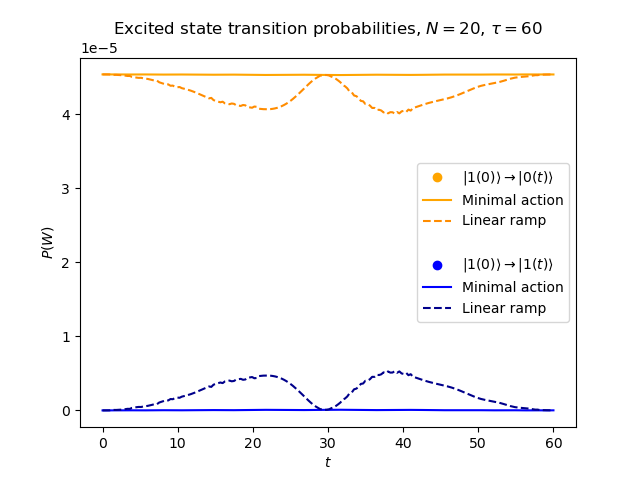 Excited state transition probabilities, N = 20, τ = 60
1e−5
4
3
2
1
0
P(W)
|1(0)⟩ → |0(t)⟩
Minimal action
Linear ramp
|1(0)⟩ → |1(t)⟩
Minimal action
Linear ramp
0 10 20 30 40 50 60
t